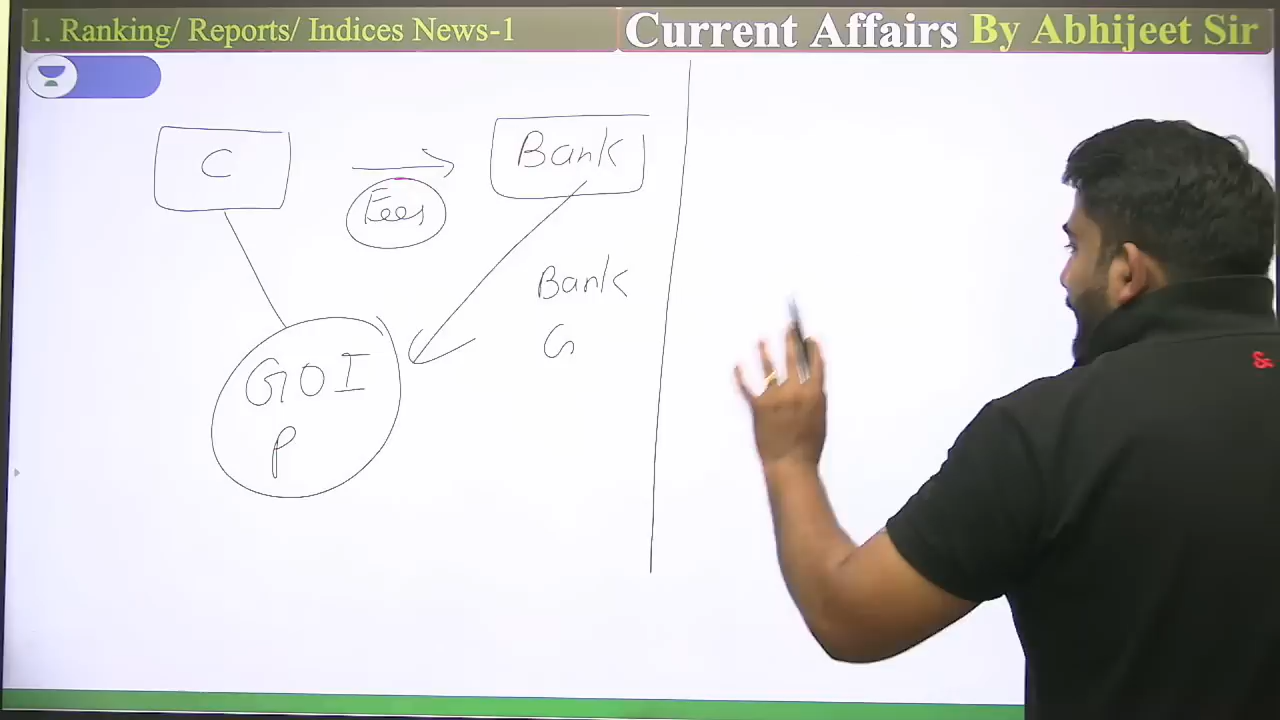 1. Ranking/ Reports/ Indices News-1
Current Affairs By Abhijeet Sir
C
Bank
Fees
Bank
G
GOI
P
&